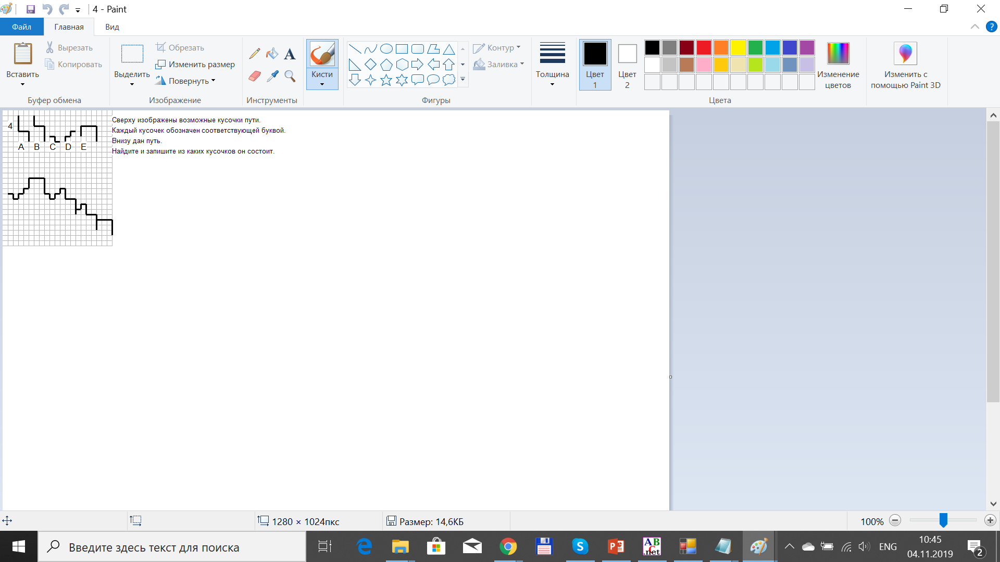 4 - Paint
Файл
Главная
Вид
?
Вставить
Вырезать
Копировать
Буфер обмена
Выделить
Обрезать
Изменить размер
Повернуть
Изображение
A
Инструменты
Кисти
Фигуры
Контур
Заливка
Толщина
Цвет
1
Цвет
2
Изменение
цветов
Цвета
Изменить с
помощью Paint 3D
4
A B C D E
Сверху изображены возможные кусочки пути.
Каждый кусочек обозначен соответствующей буквой.
Внизу дан путь.
Найдите и запишите из каких кусочков он состоит.
1280 × 1024пкс
Размер: 14,6КБ
100%
Введите здесь текст для поиска
ABC.net
ENG
10:45
04.11.2019
2